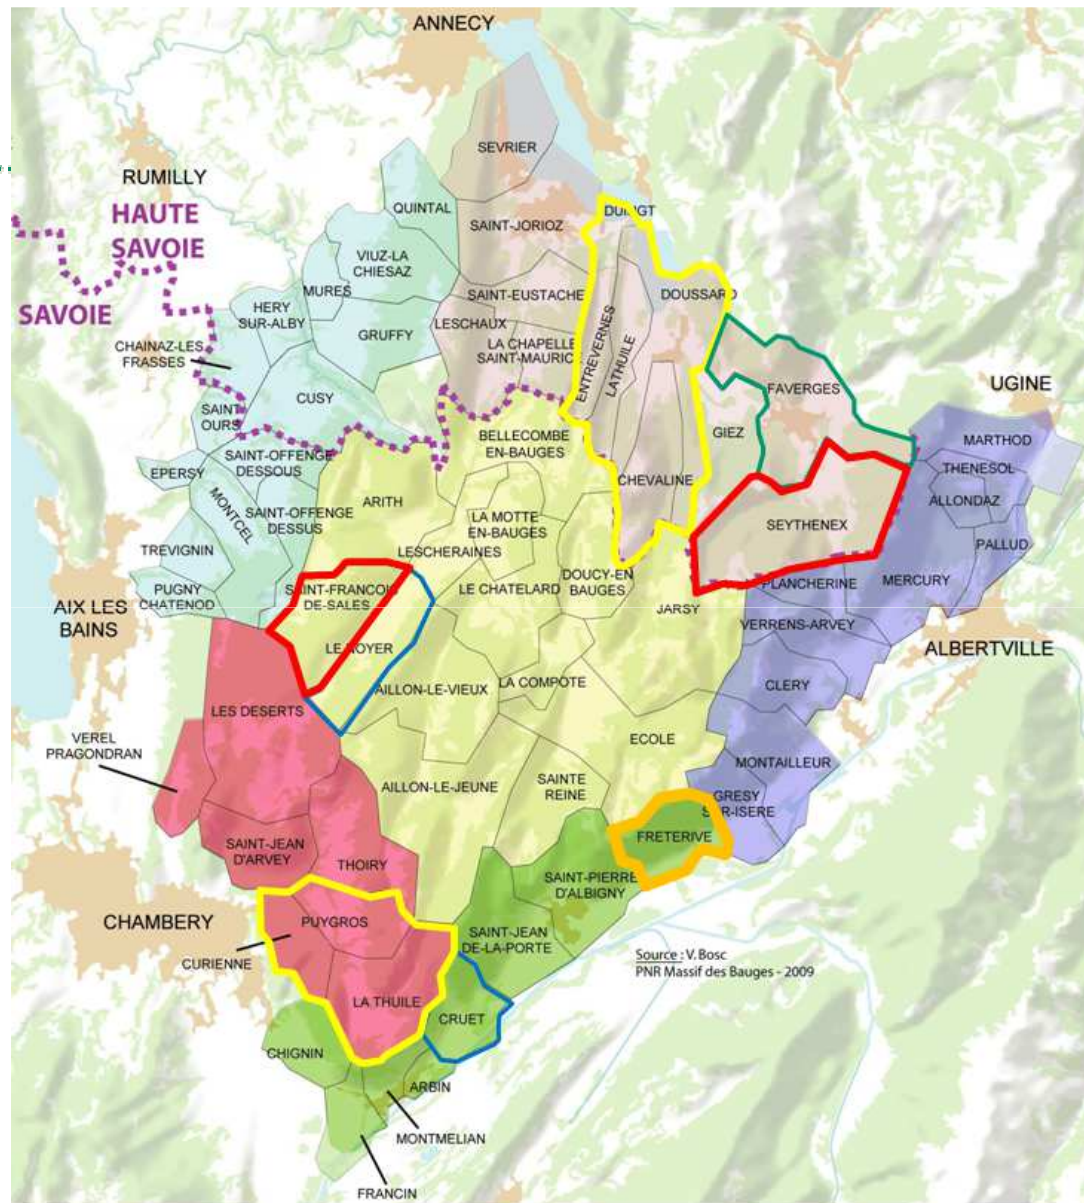 ANNECY
SEVRIER
RUMILLY
HAUTE
SAVOIE
SAVOIE
QUINTAL
SAINT-JORIOZ
DUINGT
VIUZ-LA
CHIESAZ
MURES
HERY
SUR-ALBY
GRUFFY
CHAINAZ-LES
FRASSES
SAINT-EUSTACHE
LESCHAUX
LA CHAPELLE
SAINT-MAURICE
ENTREVERNES
LATHUILE
DOUSSARD
FAVERGES
UGINE
GIEZ
CUSY
SAINT
OURS
SAINT-OFFENGE
DESSOUS
EPERSY
MONTCEL
SAINT-OFFENGE
DESSUS
BELLECOMBE
EN-BAUGES
CHEVALINE
MARTHOD
THENESOL
ALLONDAZ
PALLUD
SEYTHENEX
ARITH
LA MOTTE
EN-BAUGES
LESCHERAINES
TREVIGNIN
PUGNY
CHATENOD
AIX LES
BAINS
SAINT-FRANCOIS
DE-SALES
LE CHATELARD
DOUCY-EN
BAUGES
JARSY
PLANCHERINE
MERCURY
VERRENS-ARVEY
ALBERTVILLE
LE NOYER
AILLON-LE-VIEUX
LA COMPOTE
CLERY
LES DESERTS
VEREL
PRAGONDRAN
ECOLE
MONTAILLEUR
AILLON-LE-JEUNE
SAINTE
REINE
GRESY
SUR-ISERE
FRETERIVE
SAINT-JEAN
D'ARVEY
THOIRY
SAINT-PIERRE
D'ALBIGNY
CHAMBERY
PUYGROS
CURIENNE
SAINT-JEAN
DE-LA-PORTE
Source : V. Bosc
PNR Massif des Bauges - 2009
LA THUILE
CRUET
CHIGNIN
ARBIN
MONTMELIAN
FRANCIN